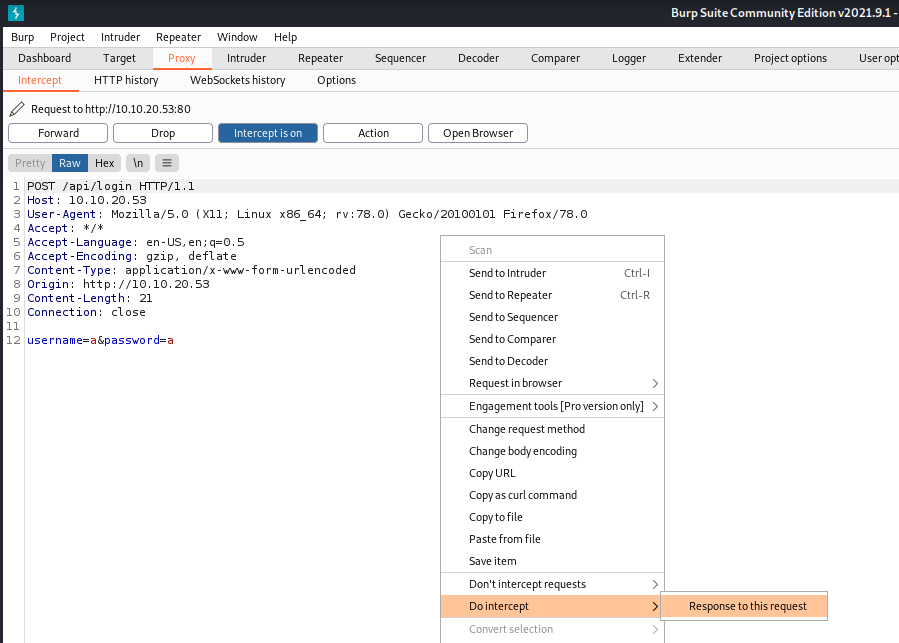 Burp Suite Community Edition v2021.9.1 -
Burp Project Intruder Repeater Window Help
Dashboard Target Proxy Intruder Repeater Sequencer Decoder Comparer Logger Extender Project options User opt
Intercept HTTP history WebSockets history Options
Request to http://10.10.20.53:80
Forward Drop Intercept is on Action Open Browser
Pretty Raw Hex \n
1 POST /api/login HTTP/1.1
2 Host: 10.10.20.53
3 User-Agent: Mozilla/5.0 (X11; Linux x86_64; rv:78.0) Gecko/20100101 Firefox/78.0
4 Accept: */*
5 Accept-Language: en-US,en;q=0.5
6 Accept-Encoding: gzip, deflate
7 Content-Type: application/x-www-form-urlencoded
8 Origin: http://10.10.20.53
9 Content-Length: 21
10 Connection: close
11
12 username=a&password=a
Scan
Send to Intruder Ctrl-I
Send to Repeater Ctrl-R
Send to Sequencer
Send to Comparer
Send to Decoder
Request in browser
Engagement tools [Pro version only]
Change request method
Change body encoding
Copy URL
Copy as curl command
Copy to file
Paste from file
Save item
Don't intercept requests
Do intercept Response to this request
Convert selection